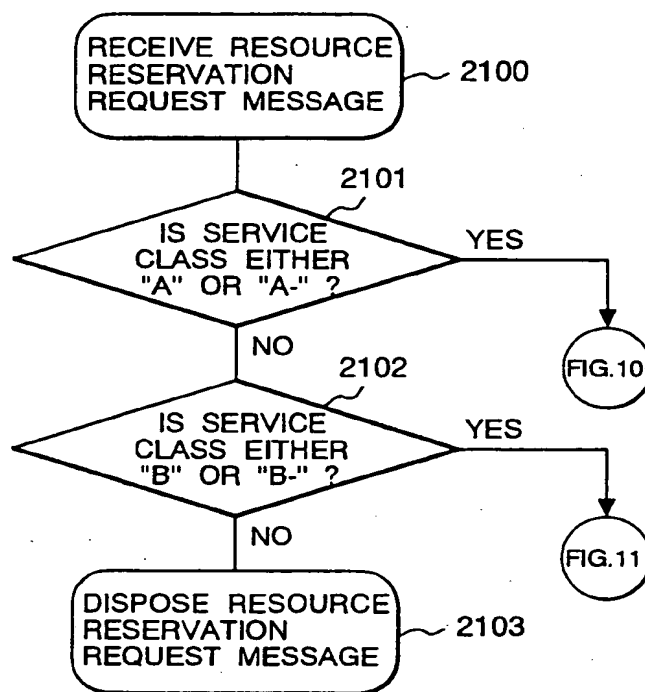 RECEIVE RESOURCE
RESERVATION
REQUEST MESSAGE
2100
2101
IS SERVICE
CLASS EITHER
"A" OR "A-" ?
YES
NO
FIG.10
2102
IS SERVICE
CLASS EITHER
"B" OR "B-" ?
YES
NO
FIG.11
DISPOSE RESOURCE
RESERVATION
REQUEST MESSAGE
2103